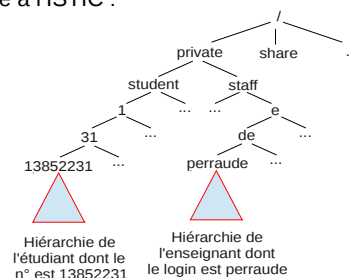 à l'ISTIC :
/
private share .
student staff
1 ... ... e
31 ... de ...
13852231 ... perraude ...
Hiérarchie de
l'étudiant dont le
n° est 13852231
Hiérarchie de
l'enseignant dont
le login est perraude